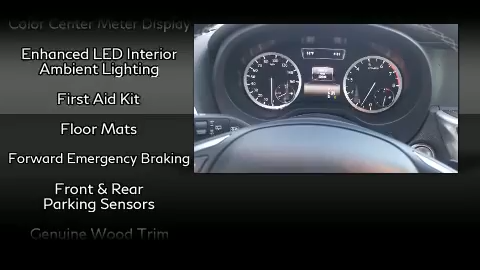 Color Center Meter Display
Enhanced LED Interior
Ambient Lighting
First Aid Kit
Floor Mats
Forward Emergency Braking
Front & Rear
Parking Sensors
Genuine Wood Trim